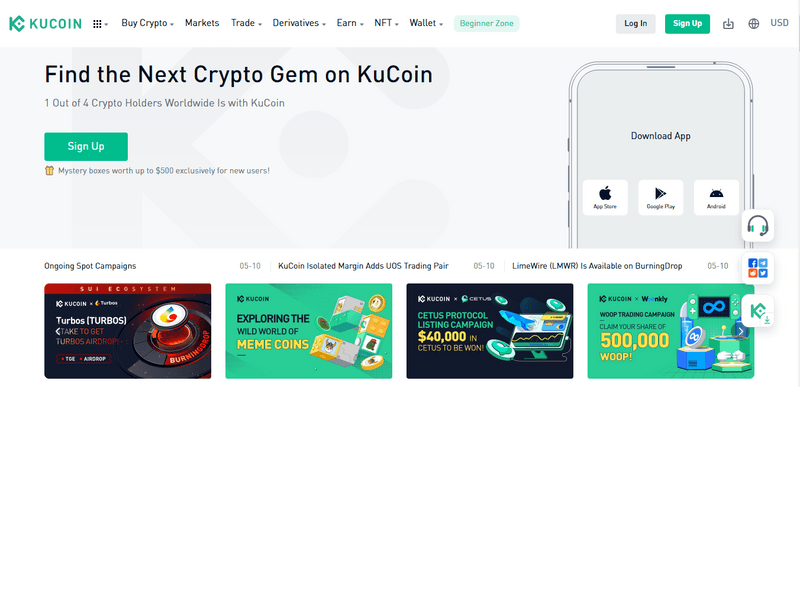 KUCOIN
Buy Crypto
Markets
Trade
Derivatives
Earn
NFT
Wallet
Beginner Zone
Log In
Sign Up
USD
Find the Next Crypto Gem on KuCoin
1 Out of 4 Crypto Holders Worldwide Is with KuCoin
Sign Up
Mystery boxes worth up to $500 exclusively for new users!
Download App
App Store
Google Play
Android
Ongoing Spot Campaigns
05-10
KuCoin Isolated Margin Adds UOS Trading Pair
05-10
LimeWire (LMWR) Is Available on BurningDrop
05-10
SUI ECOSYSTEM
KUCOIN × Turbos
Turbos (TURBOS)
STAKE TO GET
TURBOS AIRDROP!
• TGE • AIRDROP
BURNINGDROP
KUCOIN
EXPLORING THE
WILD WORLD OF
MEME COINS
KUCOIN × CETUS
CETUS PROTOCOL
LISTING CAMPAIGN
$40,000 IN
CETUS TO BE WON!
KUCOIN × Woonkly
WOOP TRADING CAMPAIGN
CLAIM YOUR SHARE OF
500,000
WOOP!